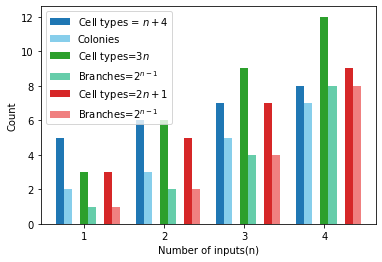 12
10
8
6
4
2
0
Count
Cell types = n + 4
Colonies
Cell types=3n
Branches=2^{n−1}
Cell types=2n + 1
Branches=2^{n−1}
1 2 3 4
Number of inputs(n)